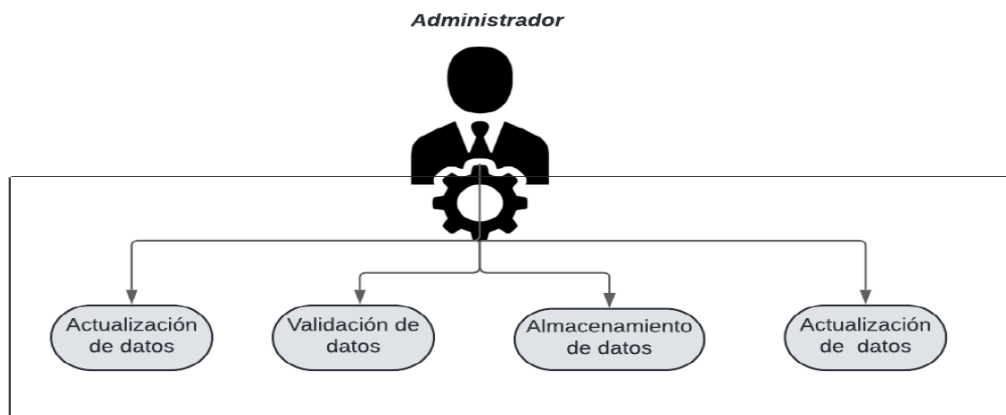 Administrador
Actualización
de datos
Validación de
datos
Almacenamiento
de datos
Actualización
de datos